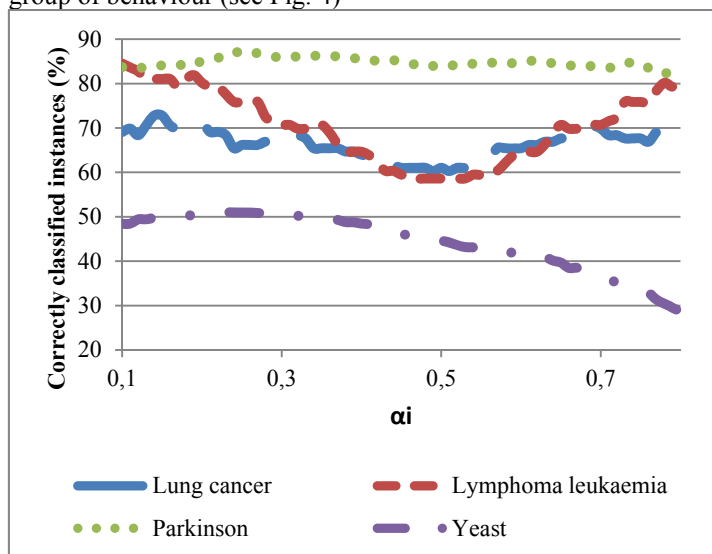 group of behaviour (see Fig. 4)
Correctly classified instances (%)
90
80
70
60
50
40
30
20
0,1 0,3 0,5 0,7
αi
Lung cancer Lymphoma leukaemia
Parkinson Yeast